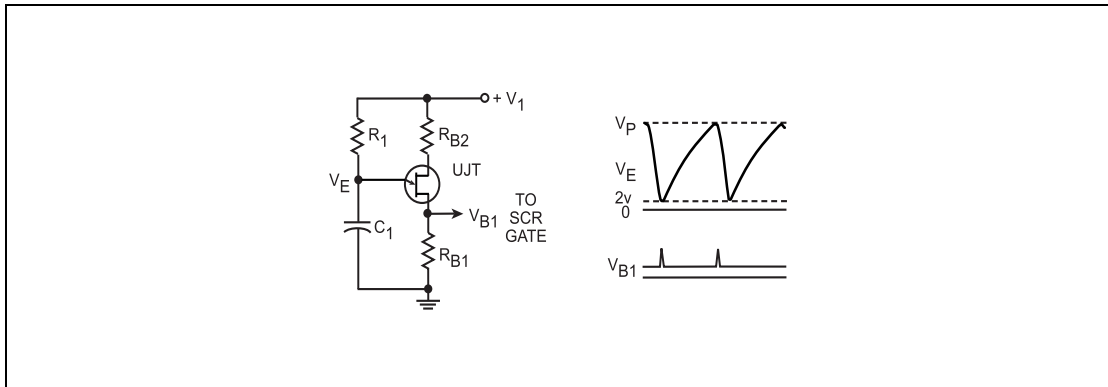 + V1
R1
RB2
UJT
VE
TO
SCR
GATE
VB1
C1
RB1
VP
VE
2v
0
VB1